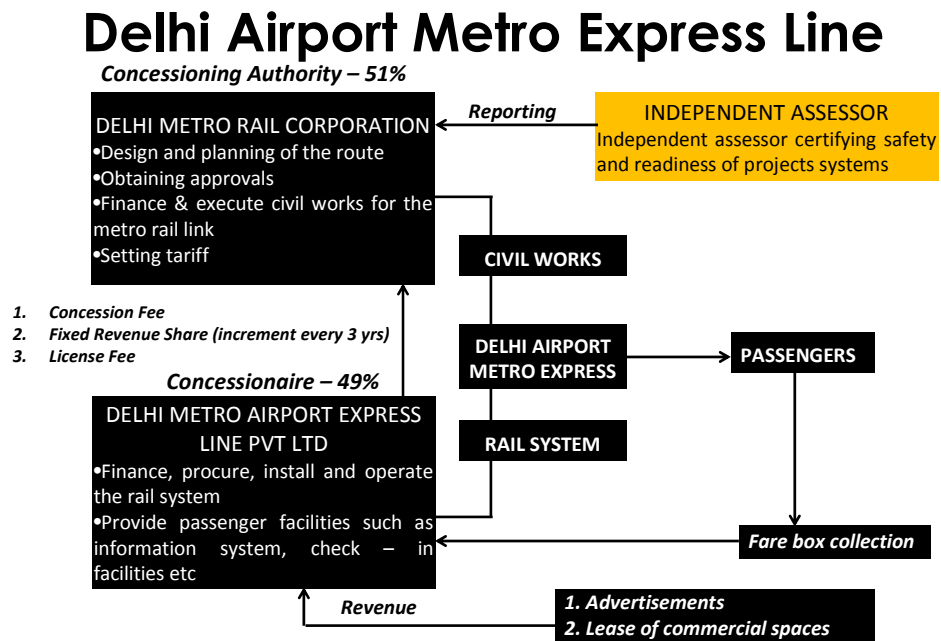 Delhi Airport Metro Express Line
Concessioning Authority – 51%
DELHI METRO RAIL CORPORATION
•Design and planning of the route
•Obtaining approvals
•Finance & execute civil works for the
metro rail link
•Setting tariff
Reporting
INDEPENDENT ASSESSOR
Independent assessor certifying safety
and readiness of projects systems
CIVIL WORKS
1. Concession Fee
2. Fixed Revenue Share (increment every 3 yrs)
3. License Fee
DELHI AIRPORT
METRO EXPRESS
PASSENGERS
Concessionaire – 49%
DELHI METRO AIRPORT EXPRESS
LINE PVT LTD
•Finance, procure, install and operate
the rail system
•Provide passenger facilities such as
information system, check – in
facilities etc
RAIL SYSTEM
Fare box collection
Revenue
1. Advertisements
2. Lease of commercial spaces